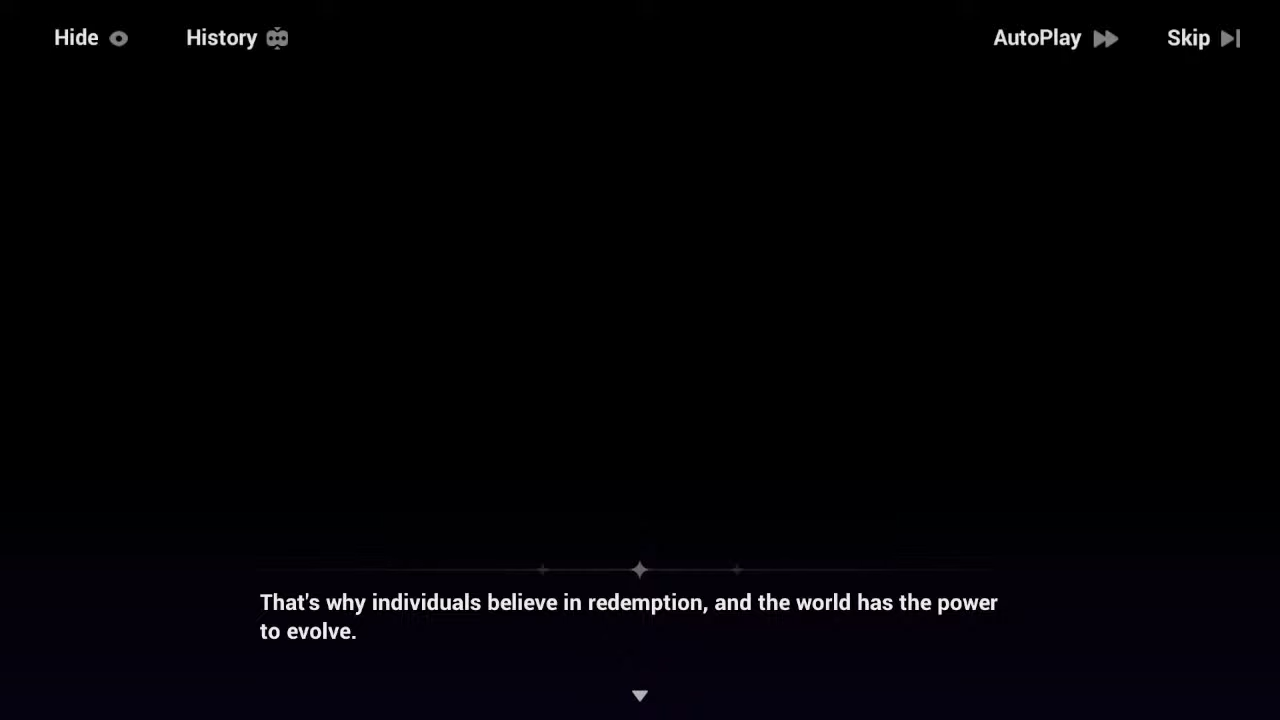 Hide
History
AutoPlay
Skip
That's why individuals believe in redemption, and the world has the power
to evolve.